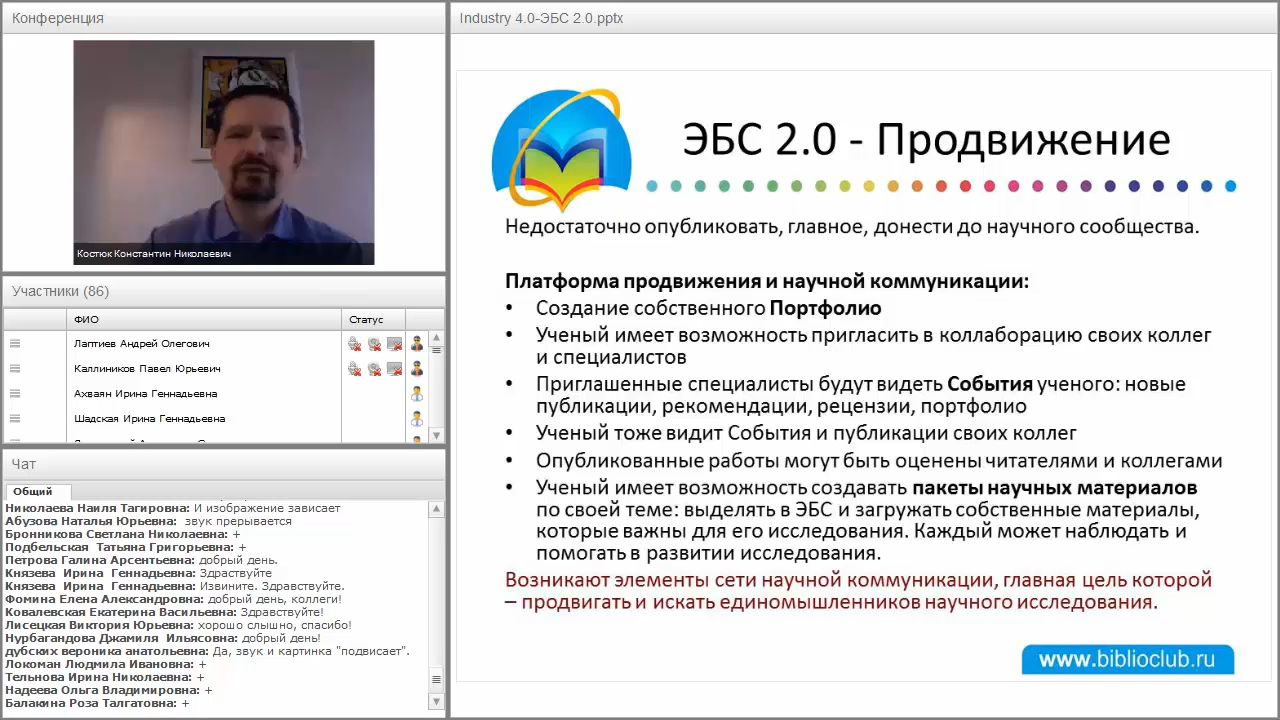 Конференция
Костюк Константин Николаевич
Участники (86)
ФИО
Статус
Лаптиев Андрей Олегович
Каллиников Павел Юрьевич
Ахваян Ирина Геннадьевна
Шадская Ирина Геннадьевна
Чат
Общий
Николаева Наиля Тагировна: И изображение зависает
Абузова Наталья Юрьевна: звук прерывается
Бронникова Светлана Николаевна: +
Подбельская Татьяна Григорьевна: +
Петрова Галина Арсентьевна: добрый день.
Князева Ирина Геннадьевна: Здраствуйте
Князева Ирина Геннадьевна: Извините. Здравствуйте.
Фомина Елена Александровна: добрый день, коллеги!
Ковалевская Екатерина Васильевна: Здравствуйте!
Лисецкая Виктория Юрьевна: хорошо слышно, спасибо!
Нурбагандова Джамиля Ильясовна: добрый день!
дубских вероника анатольевна: Да, звук и картинка "подвисает".
Локоман Людмила Ивановна: +
Тельнова Ирина Николаевна: +
Надеева Ольга Владимировна: +
Балакина Роза Талгатовна: +
Industry 4.0-ЭБС 2.0.pptx
ЭБС 2.0 - Продвижение
Недостаточно опубликовать, главное, донести до научного сообщества.
Платформа продвижения и научной коммуникации:
• Создание собственного Портфолио
• Ученый имеет возможность пригласить в коллаборацию своих коллег
и специалистов
• Приглашенные специалисты будут видеть События ученого: новые
публикации, рекомендации, рецензии, портфолио
• Ученый тоже видит События и публикации своих коллег
• Опубликованные работы могут быть оценены читателями и коллегами
• Ученый имеет возможность создавать пакеты научных материалов
по своей теме: выделять в ЭБС и загружать собственные материалы,
которые важны для его исследования. Каждый может наблюдать и
помогать в развитии исследования.
Возникают элементы сети научной коммуникации, главная цель которой
– продвигать и искать единомышленников научного исследования.
www.biblioclub.ru